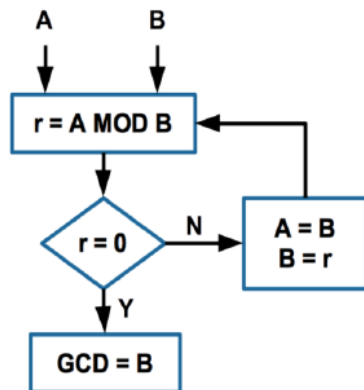 A B
r = A MOD B
r = 0
N
A = B
B = r
Y
GCD = B